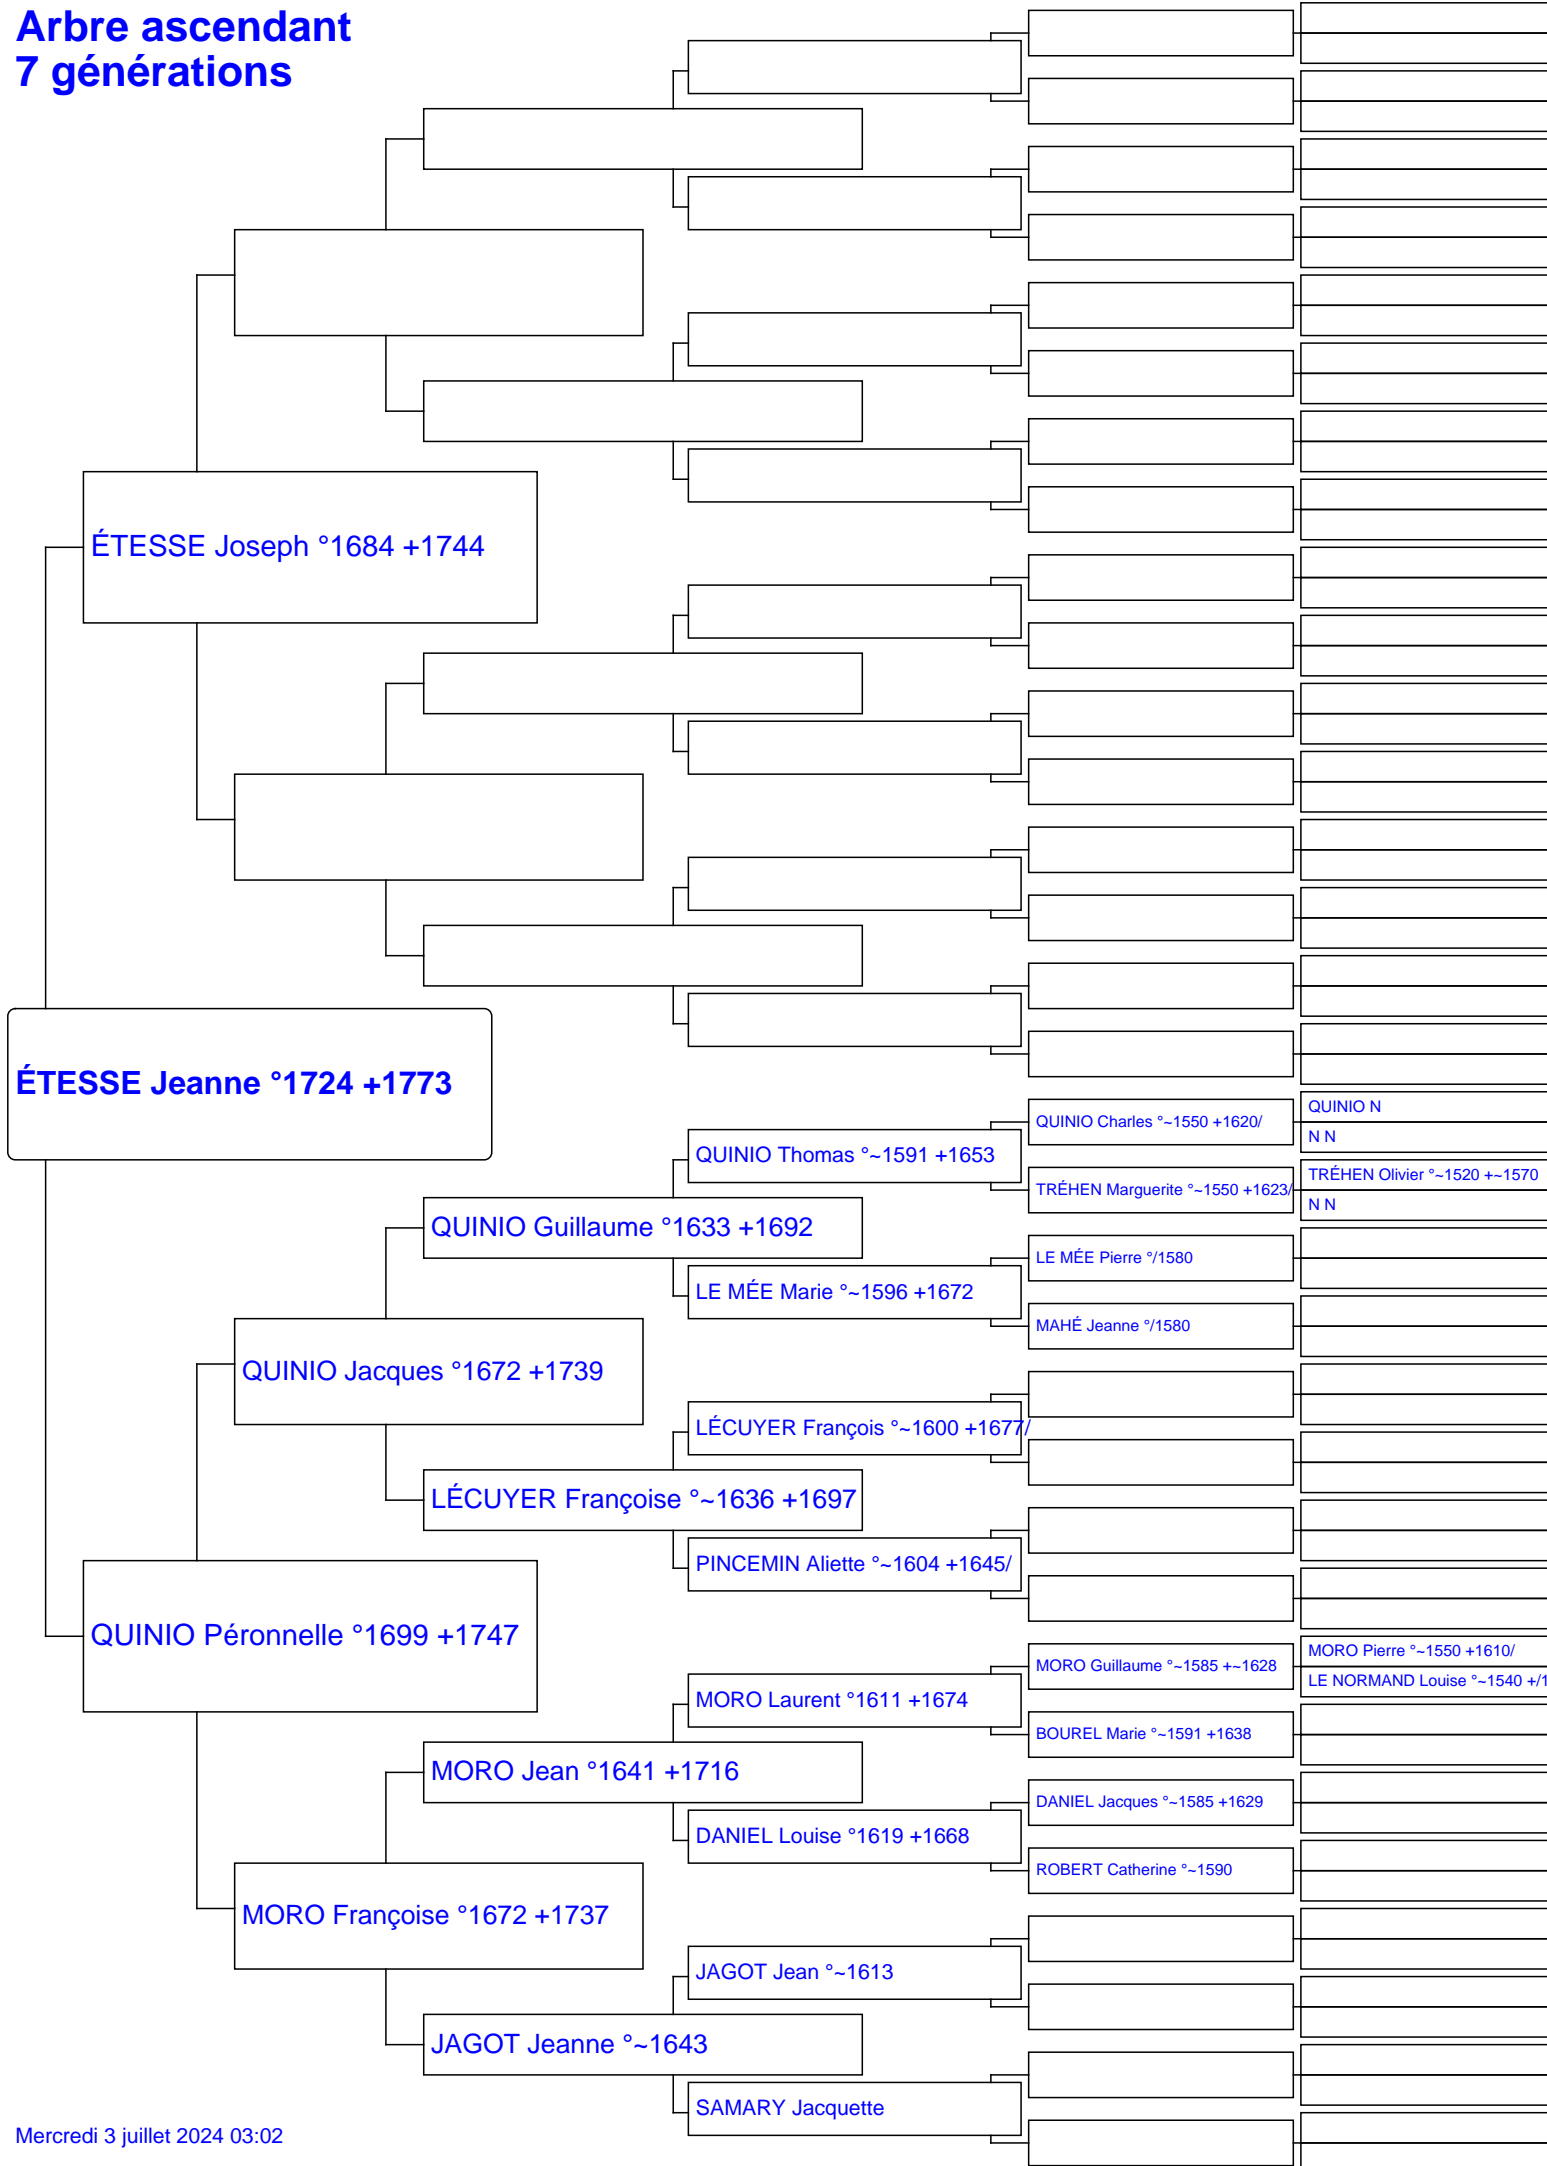 Arbre ascendant
7 générations
ÉTESSE Joseph °1684 +1744
ÉTESSE Jeanne °1724 +1773
QUINIO Charles °~1550 +1620/
QUINIO N
N N
QUINIO Thomas °~1591 +1653
TRÉHEN Marguerite °~1550 +1623/
TRÉHEN Olivier °~1520 +~1570
N N
QUINIO Guillaume °1633 +1692
LE MÉE Pierre °/1580
LE MÉE Marie °~1596 +1672
MAHÉ Jeanne °/1580
QUINIO Jacques °1672 +1739
LÉCUYER François °~1600 +1677/
LÉCUYER Françoise °~1636 +1697
PINCEMIN Aliette °~1604 +1645/
QUINIO Péronnelle °1699 +1747
MORO Guillaume °~1585 +~1628
MORO Pierre °~1550 +1610/
LE NORMAND Louise °~1540 +/1
MORO Laurent °1611 +1674
BOUREL Marie °~1591 +1638
MORO Jean °1641 +1716
DANIEL Jacques °~1585 +1629
DANIEL Louise °1619 +1668
ROBERT Catherine °~1590
MORO Françoise °1672 +1737
JAGOT Jean °~1613
JAGOT Jeanne °~1643
SAMARY Jacquette
Mercredi 3 juillet 2024 03:02